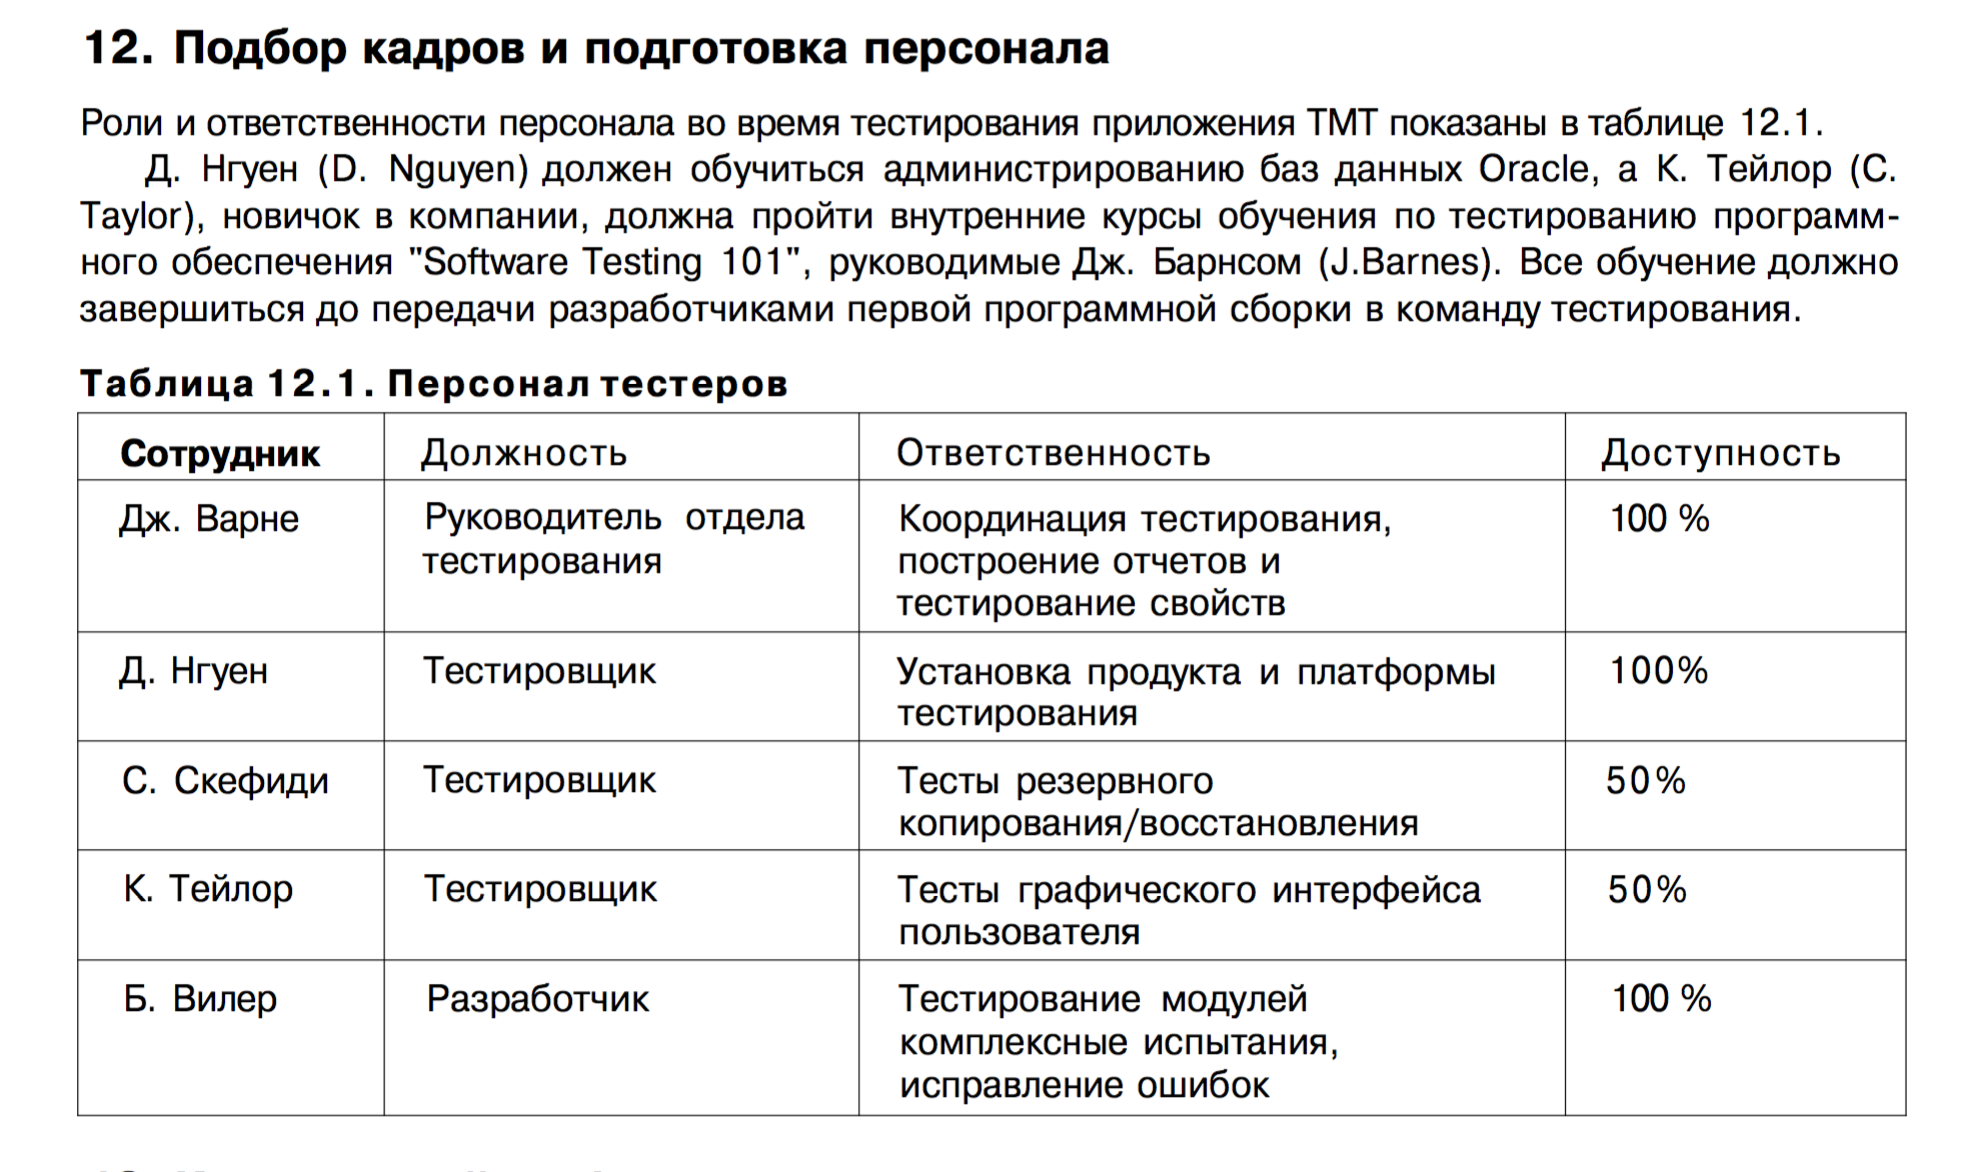 12. Подбор кадров и подготовка персонала
Роли и ответственности персонала во время тестирования приложения ТМТ показаны в таблице 12.1.
Д. Нгуен (D. Nguyen) должен обучиться администрированию баз данных Oracle, а К. Тейлор (C.
Taylor), новичок в компании, должна пройти внутренние курсы обучения по тестированию программ-
ного обеспечения "Software Testing 101", руководимые Дж. Барнсом (J.Barnes). Все обучение должно
завершиться до передачи разработчиками первой программной сборки в команду тестирования.
Таблица 12.1. Персонал тестеров
Сотрудник Должность Ответственность Доступность
Дж. Варне Руководитель отдела Координация тестирования, 100 %
тестирования построение отчетов и
тестирование свойств
Д. Нгуен Тестировщик Установка продукта и платформы 100%
тестирования
С. Скефиди Тестировщик Тесты резервного 50%
копирования/восстановления
К. Тейлор Тестировщик Тесты графического интерфейса 50%
пользователя
Б. Вилер Разработчик Тестирование модулей 100 %
комплексные испытания,
исправление ошибок